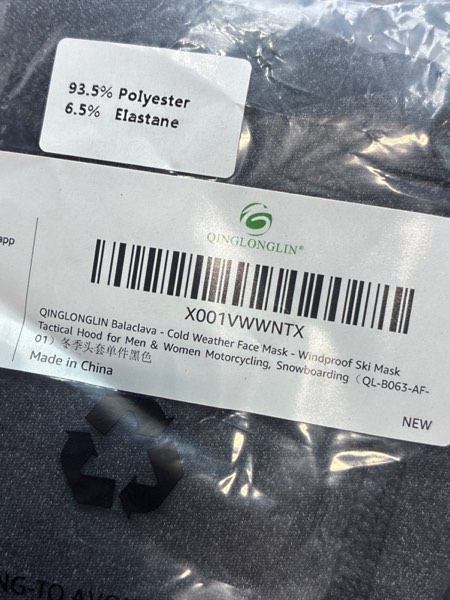 93.5% Polyester
6.5% Elastane
app
QINGLONGLIN®
X001VWWNTX
QINGLONGLIN Balaclava - Cold Weather Face Mask - Windproof Ski Mask
Tactical Hood for Men & Women Motorcycling, Snowboarding（QL-B063-AF-
01）冬季头套单件黑色
NEW
Made in China